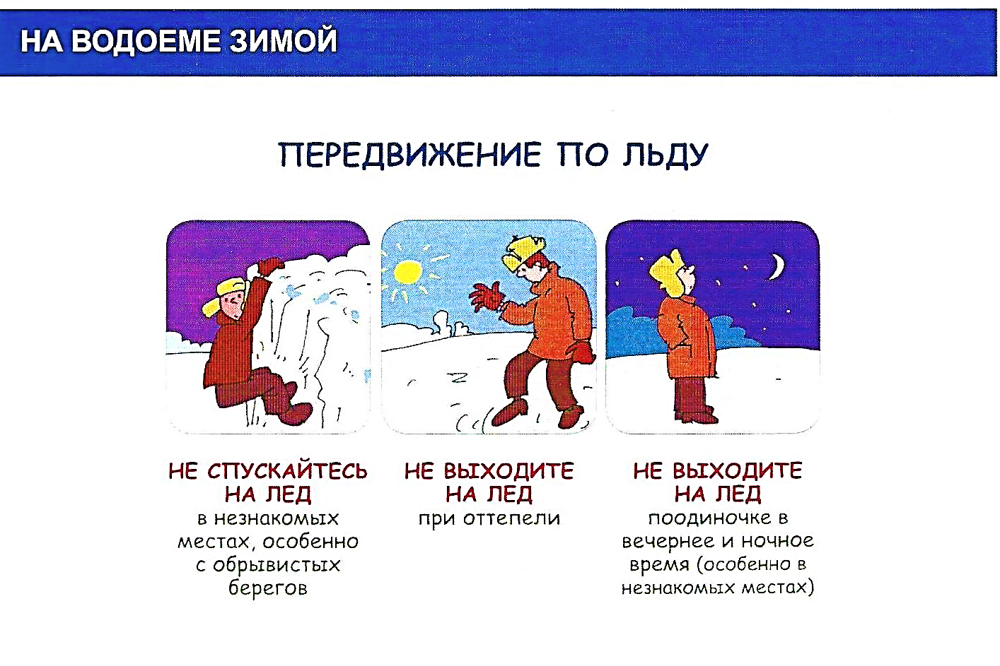 НА ВОДОЕМЕ ЗИМОЙ
ПЕРЕДВИЖЕНИЕ ПО ЛЬДУ
НЕ СПУСКАЙТЕСЬ
НА ЛЕД
в незнакомых
местах, особенно
с обрывистых
берегов
НЕ ВЫХОДИТЕ
НА ЛЕД
при оттепели
НЕ ВЫХОДИТЕ
НА ЛЕД
поодиночке в
вечернее и ночное
время (особенно в
незнакомых местах)